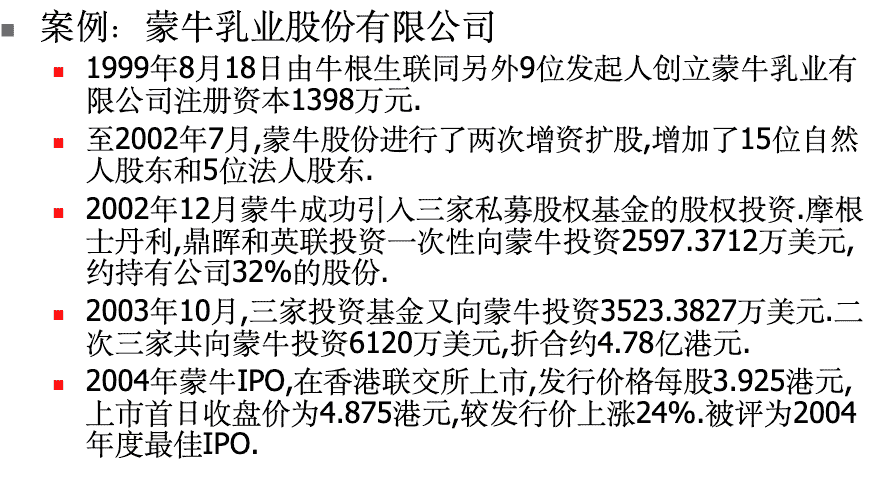 案例：蒙牛乳业股份有限公司
1999年8月18日由牛根生联同另外9位发起人创立蒙牛乳业有
限公司注册资本1398万元.
至2002年7月,蒙牛股份进行了两次增资扩股,增加了15位自然
人股东和5位法人股东.
2002年12月蒙牛成功引入三家私募股权基金的股权投资.摩根
士丹利,鼎晖和英联投资一次性向蒙牛投资2597.3712万美元,
约持有公司32%的股份.
2003年10月,三家投资基金又向蒙牛投资3523.3827万美元.二
次三家共向蒙牛投资6120万美元,折合约4.78亿港元.
2004年蒙牛IPO,在香港联交所上市,发行价格每股3.925港元,
上市首日收盘价为4.875港元,较发行价上涨24%.被评为2004
年度最佳IPO.